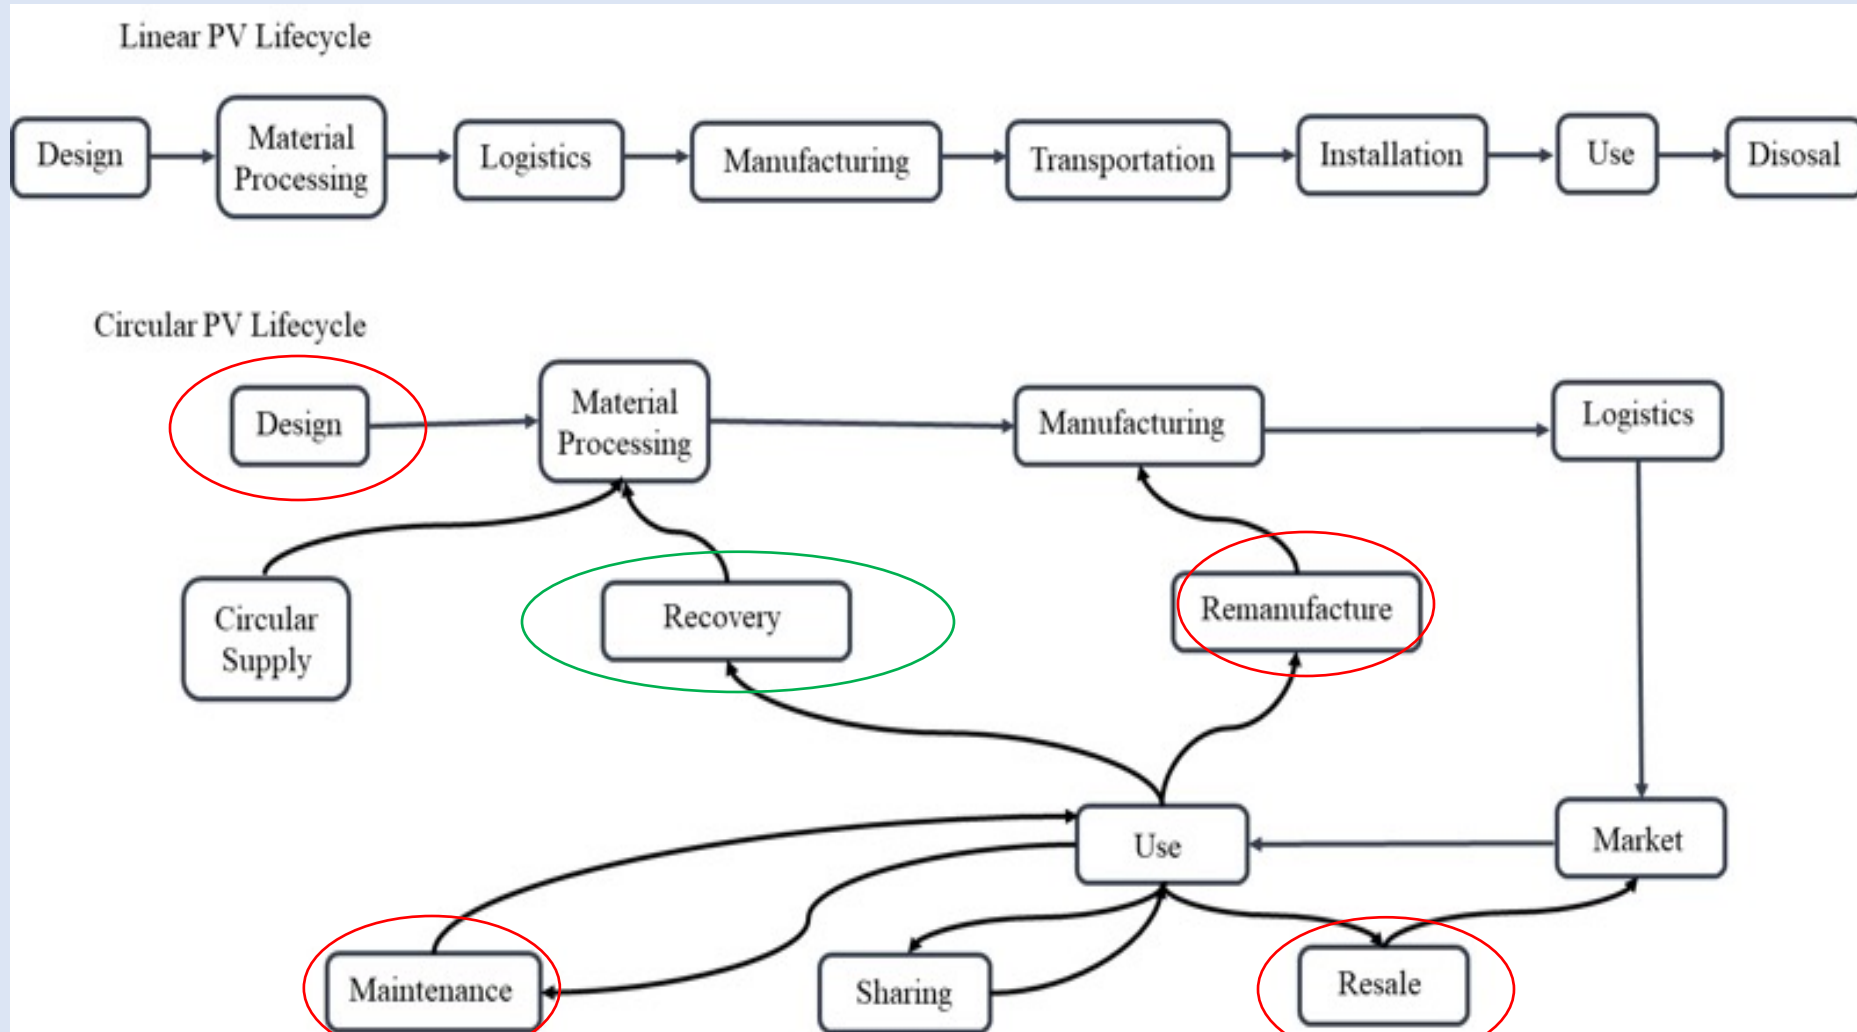 Linear PV Lifecycle
Design
Material
Processing
Logistics
Manufacturing
Transportation
Installation
Use
Disosal
Circular PV Lifecycle
Design
Material
Processing
Manufacturing
Logistics
Circular
Supply
Recovery
Remanufacture
Use
Market
Maintenance
Sharing
Resale